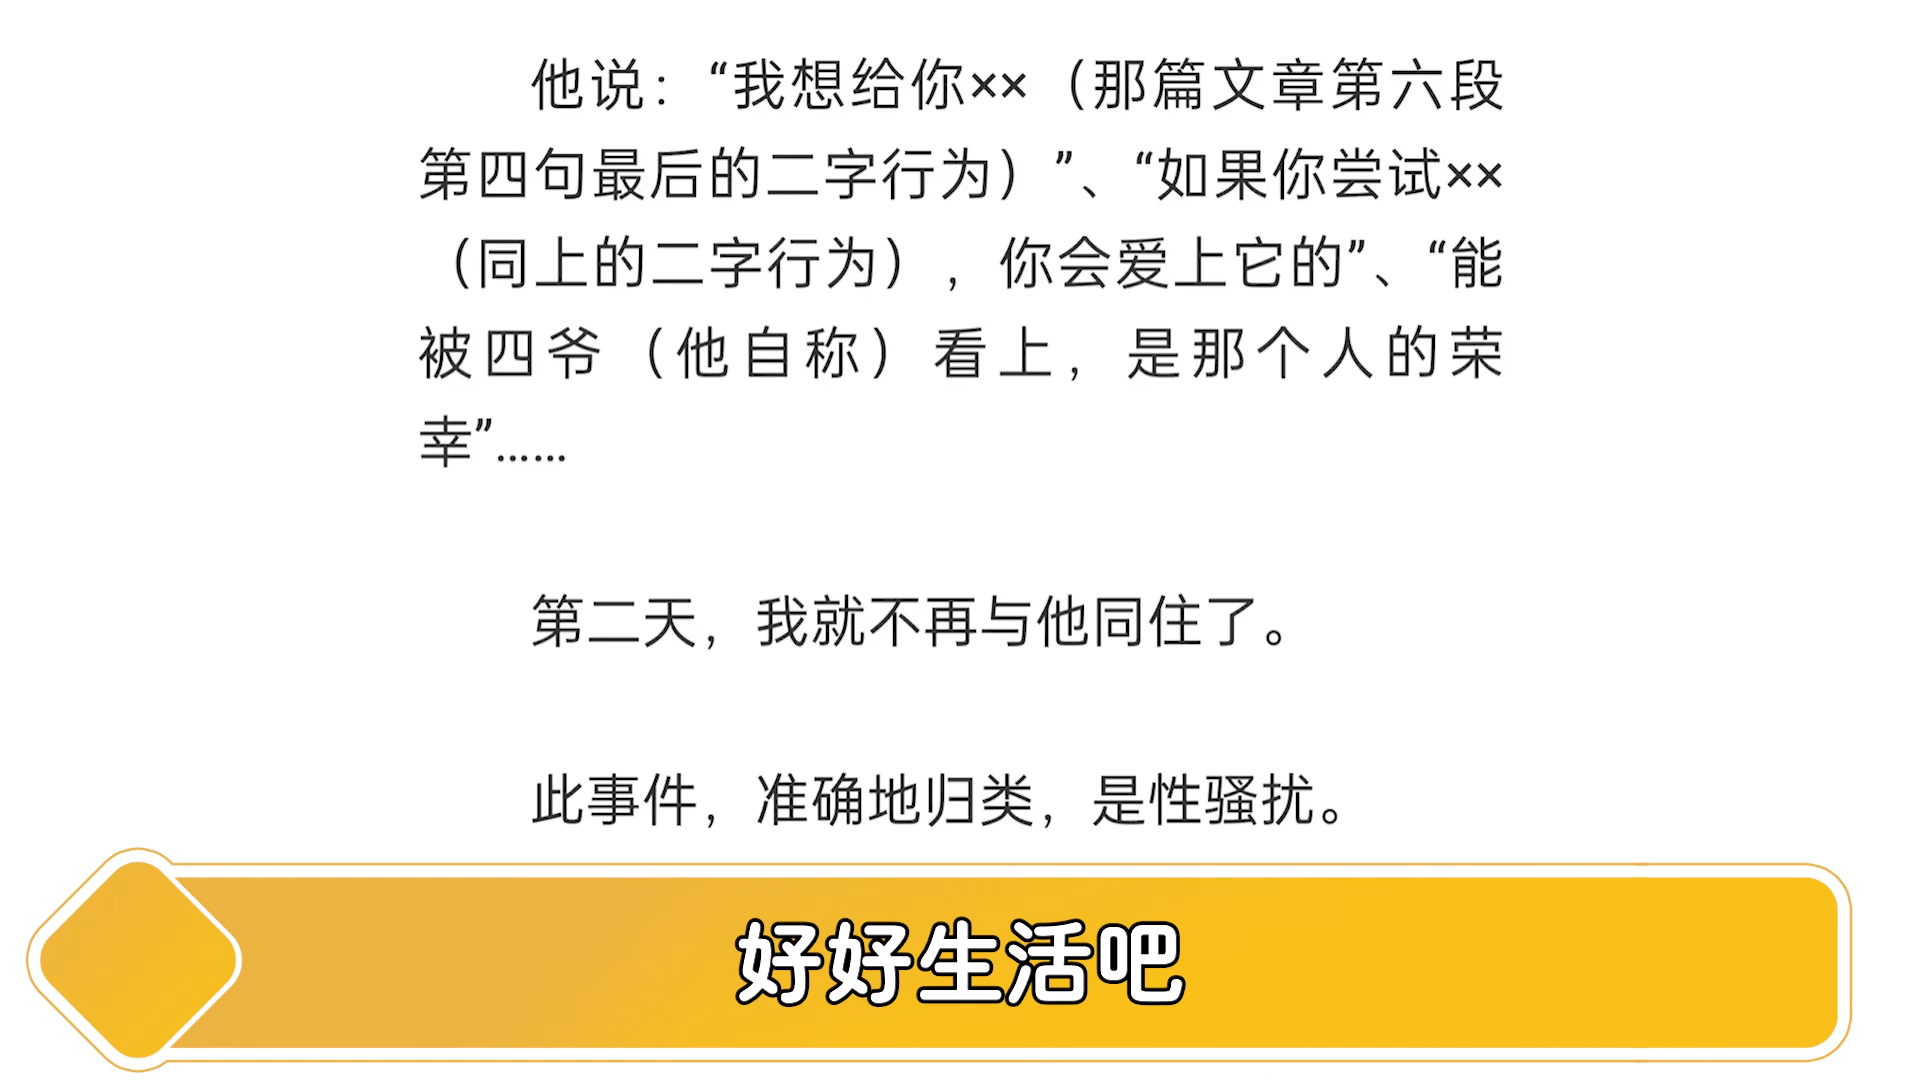 他说：“我想给你××（那篇文章第六段
第四句最后的二字行为）”、“如果你尝试××
（同上的二字行为），你会爱上它的”、“能
被四爷（他自称）看上，是那个人的荣
幸”……
第二天，我就不再与他同住了。
此事件，准确地归类，是性骚扰。
好好生活吧